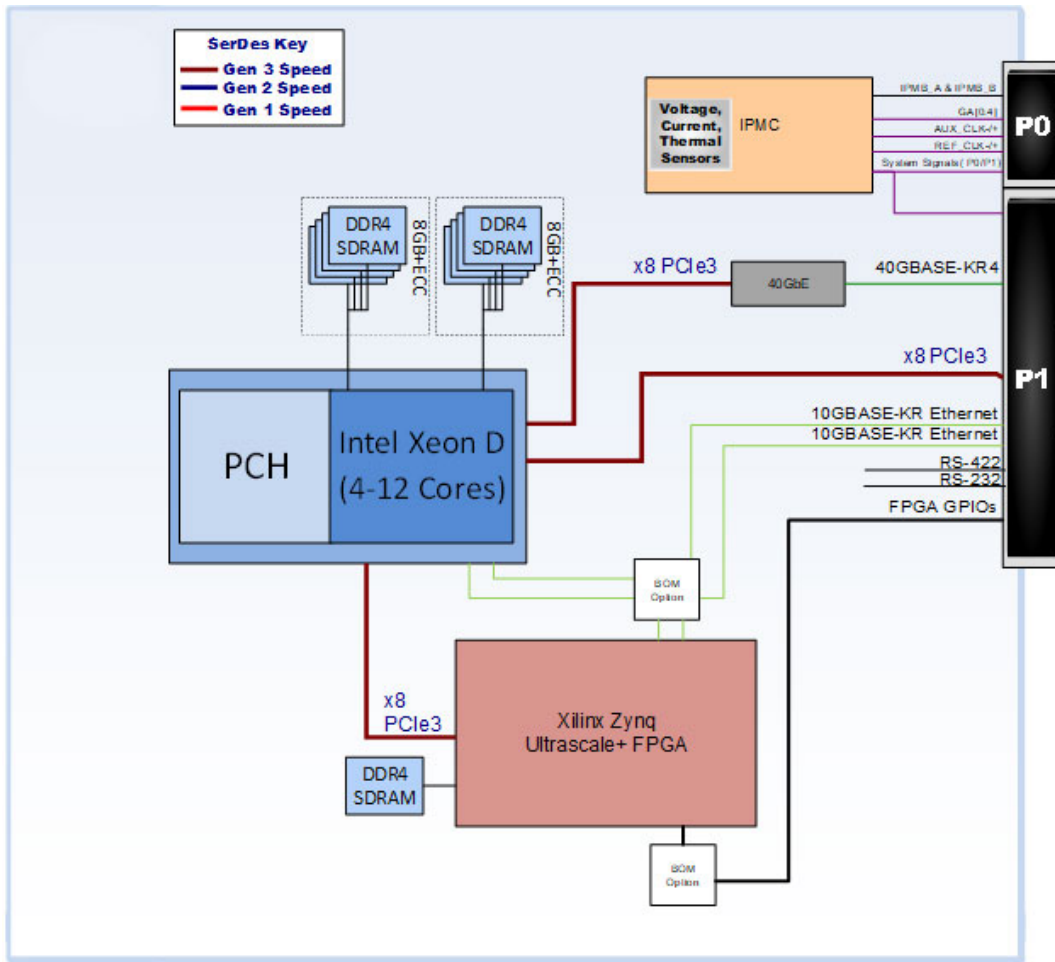 SerDes Key
Gen 3 Speed
Gen 2 Speed
Gen 1 Speed
Voltage,
Current,
Thermal
Sensors
IPMC
IPMB_A & IPMB_B
GA[0:4]
AUX_CLK-/+
REF_CLK-/+
System Signals( P0/P1)
P0
DDR4
SDRAM
8GB+ECC
DDR4
SDRAM
8GB+ECC
x8 PCIe3
40GbE
40GBASE-KR4
x8 PCIe3
P1
PCH
Intel Xeon D
(4-12 Cores)
10GBASE-KR Ethernet
10GBASE-KR Ethernet
RS-422
RS-232
FPGA GPIOs
BOM
Option
x8
PCIe3
Xilinx Zynq
Ultrascale+ FPGA
DDR4
SDRAM
BOM
Option